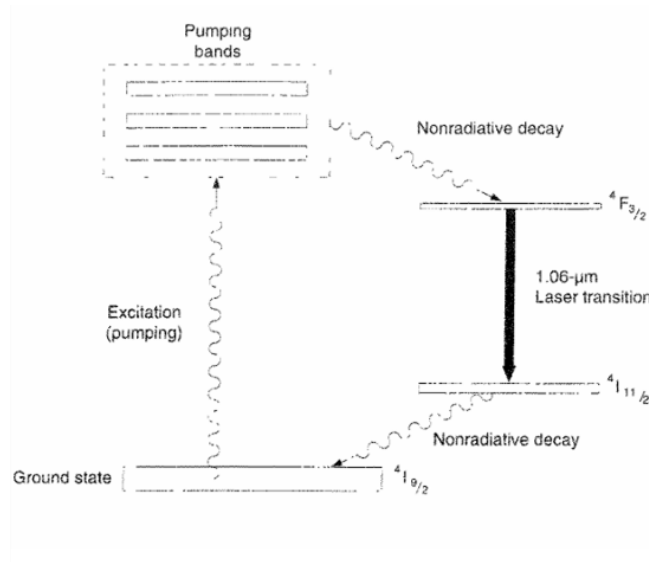 Pumping
bands
Nonradiative decay
⁴F₃/₂
1.06-μm
Laser transition
Excitation
(pumping)
⁴I₁₁/₂
Nonradiative decay
Ground state
⁴I₉/₂